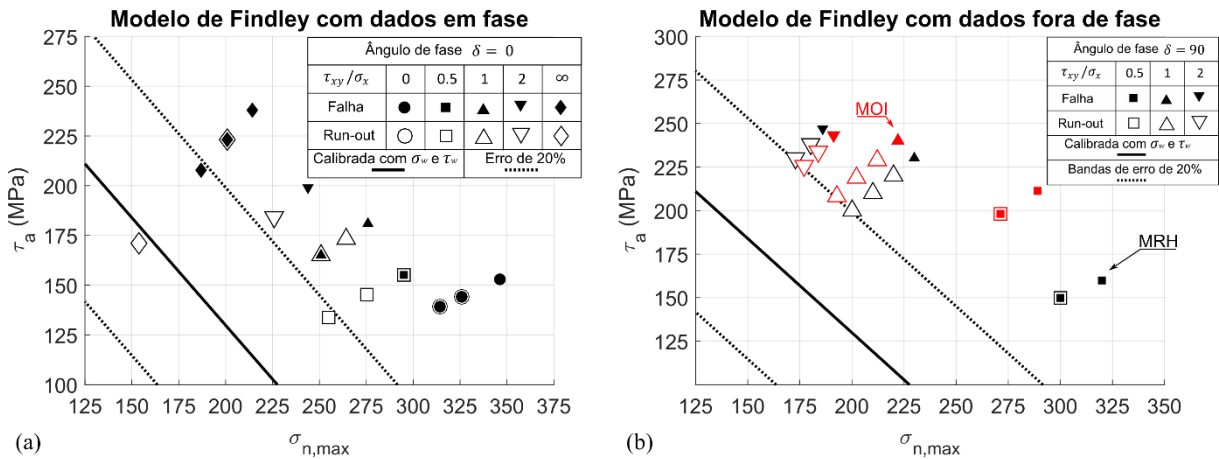 Modelo de Findley com dados em fase
275
250
225
200
175
150
125
100
τa (MPa)
125 150 175 200 225 250 275 300 325 350 375
σn,max
(a)
Ângulo de fase δ = 0
τxy/σx 0 0.5 1 2 ∞
Falha
Run-out
Calibrada com σw e τw Erro de 20%
Modelo de Findley com dados fora de fase
300
275
250
225
200
175
150
125
τa (MPa)
125 150 175 200 225 250 275 300 325 350
σn,max
(b)
MOI
MRH
Ângulo de fase δ = 90
τxy/σx 0.5 1 2
Falha
Run-out
Calibrada com σw e τw
Bandas de erro de 20%